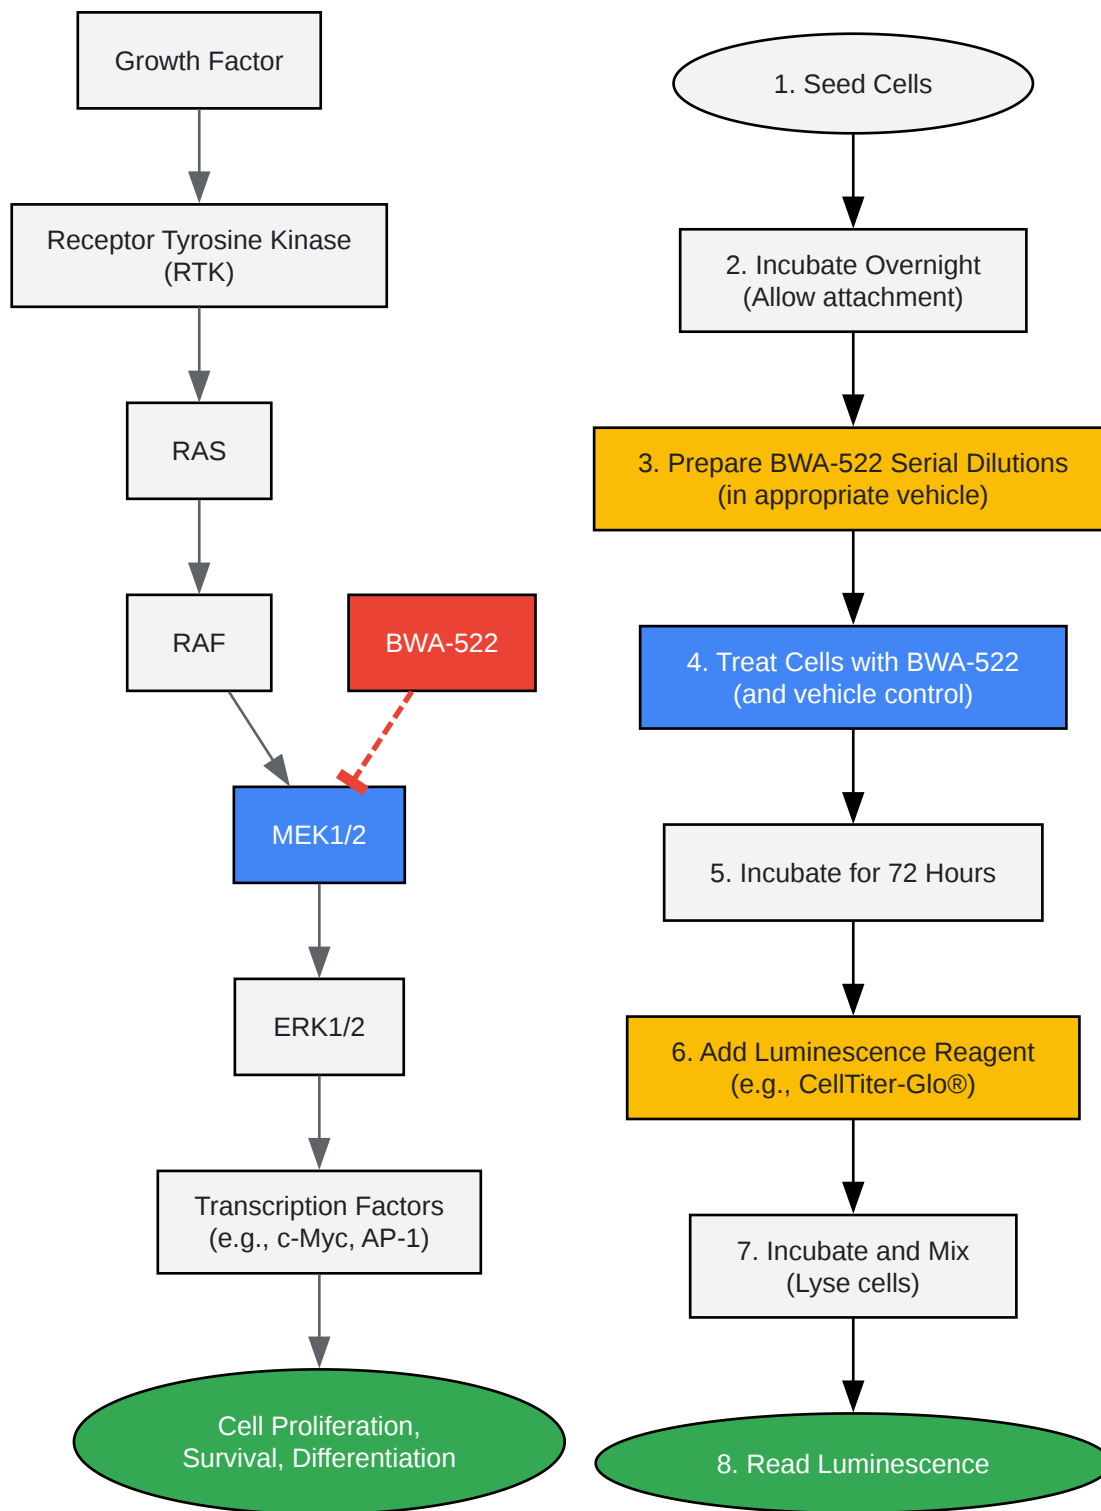 Growth Factor
Receptor Tyrosine Kinase
(RTK)
RAS
RAF
BWA-522
MEK1/2
ERK1/2
Transcription Factors
(e.g., c-Myc, AP-1)
Cell Proliferation,
Survival, Differentiation
1. Seed Cells
2. Incubate Overnight
(Allow attachment)
3. Prepare BWA-522 Serial Dilutions
(in appropriate vehicle)
4. Treat Cells with BWA-522
(and vehicle control)
5. Incubate for 72 Hours
6. Add Luminescence Reagent
(e.g., CellTiter-Glo®)
7. Incubate and Mix
(Lyse cells)
8. Read Luminescence